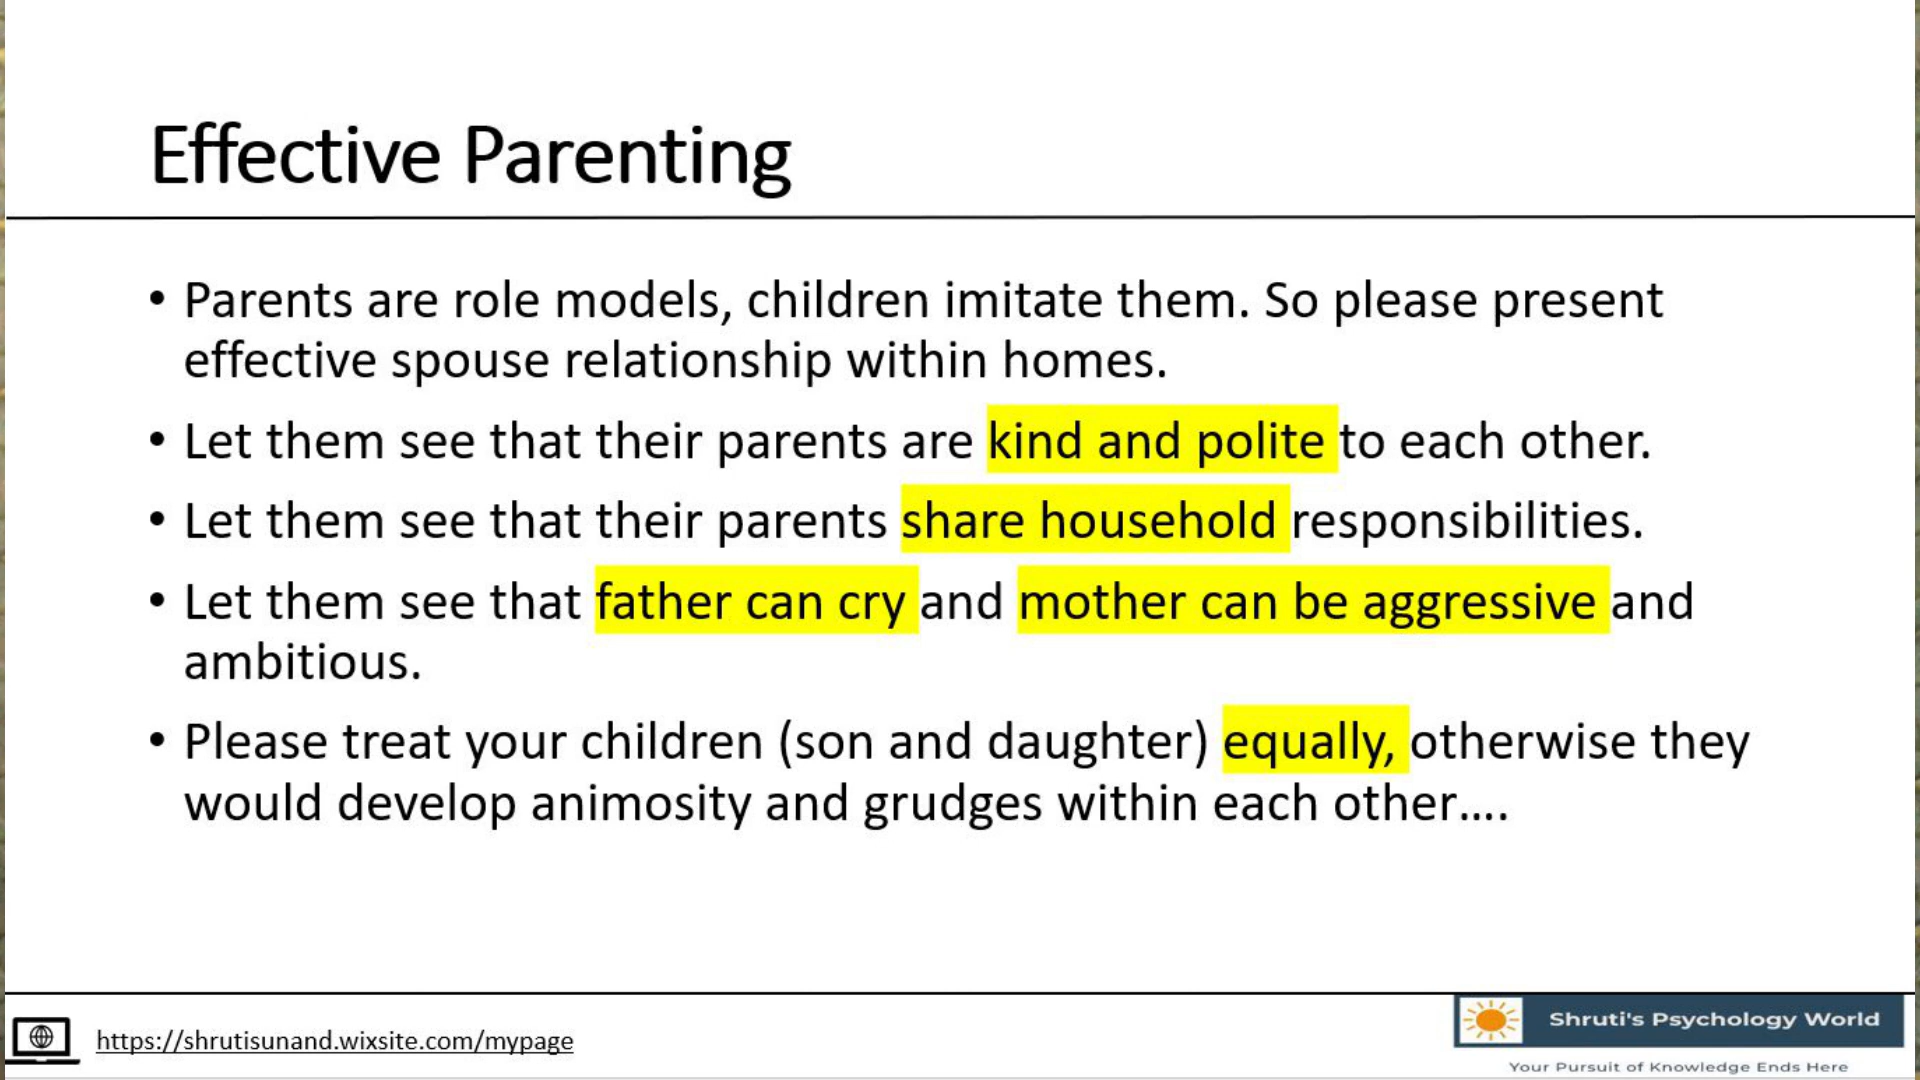 Effective Parenting
• Parents are role models, children imitate them. So please present
effective spouse relationship within homes.
• Let them see that their parents are kind and polite to each other.
• Let them see that their parents share household responsibilities.
• Let them see that father can cry and mother can be aggressive and
ambitious.
• Please treat your children (son and daughter) equally, otherwise they
would develop animosity and grudges within each other....
https://shrutisunand.wixsite.com/mypage
Shruti's Psychology World
Your Pursuit of Knowledge Ends Here